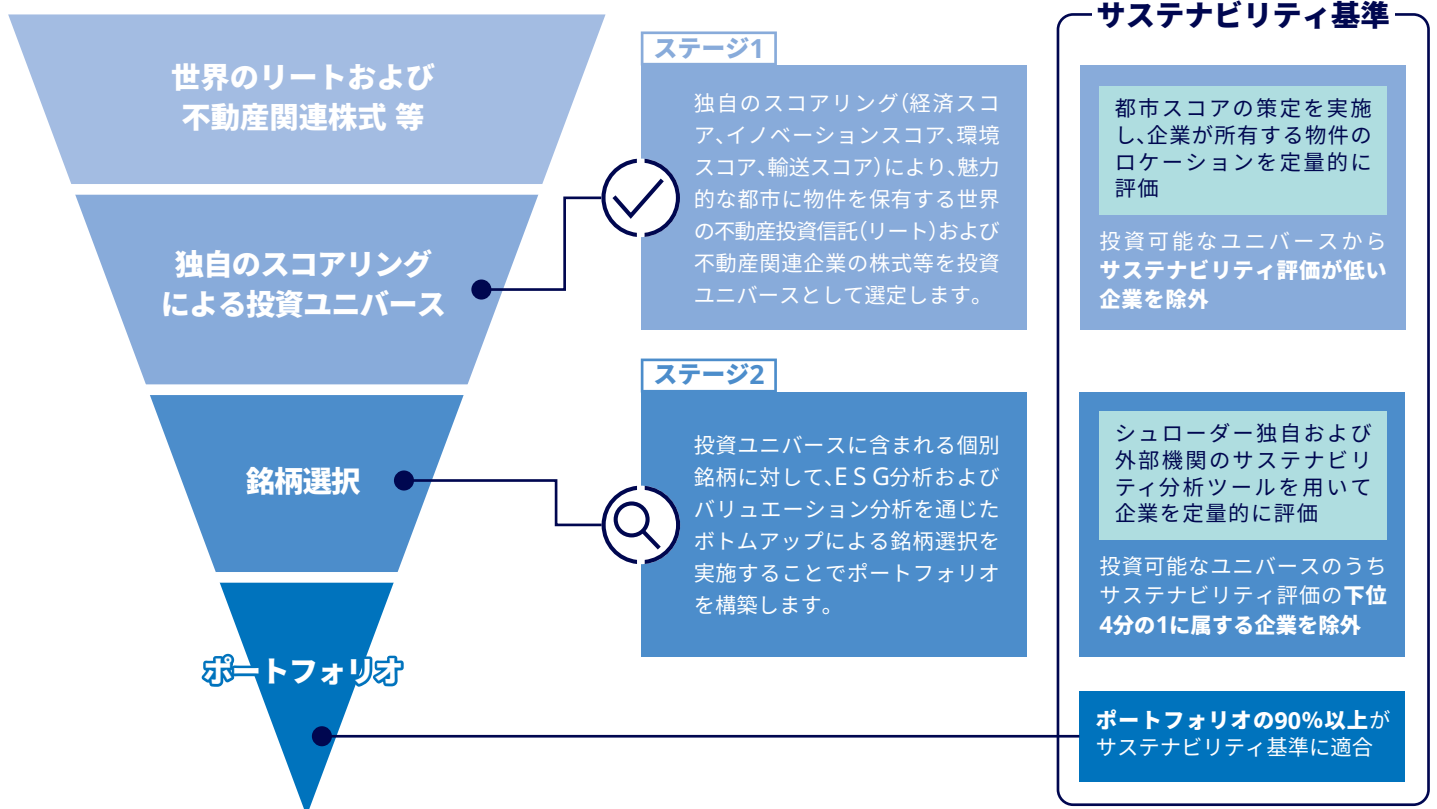 世界のリートおよび
不動産関連株式 等
独自のスコアリング
による投資ユニバース
銘柄選択
ポートフォリオ
ステージ1
独自のスコアリング(経済スコ
ア、イノベーションスコア、環境
スコア、輸送スコア)により、魅力
的な都市に物件を保有する世界
の不動産投資信託(リート)および
不動産関連企業の株式等を投資
ユニバースとして選定します。
ステージ2
投資ユニバースに含まれる個別
銘柄に対して、ESG分析および
バリュエーション分析を通じた
ボトムアップによる銘柄選択を
実施することでポートフォリオ
を構築します。
サステナビリティ基準
都市スコアの策定を実施
し、企業が所有する物件の
ロケーションを定量的に
評価
投資可能なユニバースから
サステナビリティ評価が低い
企業を除外
シュローダー独自および
外部機関のサステナビリ
ティ分析ツールを用いて
企業を定量的に評価
投資可能なユニバースのうち
サステナビリティ評価の下位
4分の1に属する企業を除外
ポートフォリオの90%以上が
サステナビリティ基準に適合